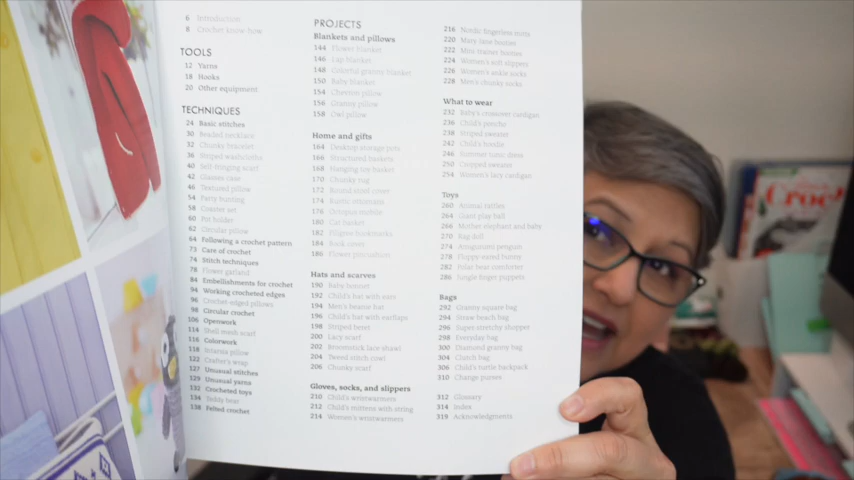 6 Introduction
8 Crochet know-how
TOOLS
12 Yarns
18 Hooks
20 Other equipment
TECHNIQUES
24 Basic stitches
30 Beaded necklace
32 Chunky bracelet
36 Striped washcloths
40 Self-fringing scarf
42 Glasses case
46 Textured pillow
54 Party bunting
58 Coaster set
60 Pot holder
62 Circular pillow
64 Following a crochet pattern
73 Care of crochet
74 Stitch techniques
78 Flower garland
84 Embellishments for crochet
94 Working crocheted edges
96 Crochet-edged pillows
98 Circular crochet
106 Openwork
114 Shell mesh scarf
116 Colorwork
118 Intarsia pillow
122 Crafter's wrap
127 Unusual stitches
129 Unusual yarns
132 Crocheted toys
134 Teddy bear
138 Felted crochet
PROJECTS
Blankets and pillows
144 Flower blanket
146 Lap blanket
148 Colorful granny blanket
150 Baby blanket
154 Chevron pillow
156 Granny pillow
158 Owl pillow
Home and gifts
164 Desktop storage pots
166 Structured baskets
168 Hanging toy basket
170 Chunky rug
172 Round stool cover
174 Rustic ottoman
176 Octopus mobile
180 Cat basket
182 Filigree bookmarks
184 Book cover
186 Flower pincushion
Hats and scarves
190 Baby bonnet
192 Child's hat with ears
194 Men's beanie hat
196 Child's hat with earflaps
198 Striped beret
200 Lacy scarf
202 Broomstick lace shawl
204 Tweed stitch cowl
206 Chunky scarf
Gloves, socks, and slippers
210 Child's wristwarmers
212 Child's mittens with string
214 Women's wristwarmers
216 Nordic fingerless mitts
220 Mary Jane booties
222 Mini trainer booties
224 Women's soft slippers
226 Women's ankle socks
228 Men's chunky socks
What to wear
232 Baby's crossover cardigan
236 Child's poncho
238 Striped sweater
242 Child's hoodie
246 Summer tunic dress
250 Cropped sweater
254 Women's lacy cardigan
Toys
260 Animal rattles
264 Giant play ball
266 Mother elephant and baby
270 Rag doll
274 Amigurumi penguin
278 Floppy-eared bunny
282 Polar bear comforter
286 Jungle finger puppets
Bags
292 Granny square bag
294 Straw beach bag
296 Super stretchy shopper
298 Everyday bag
300 Diamond granny bag
304 Clutch bag
306 Child's turtle backpack
310 Change purses
312 Glossary
314 Index
319 Acknowledgments